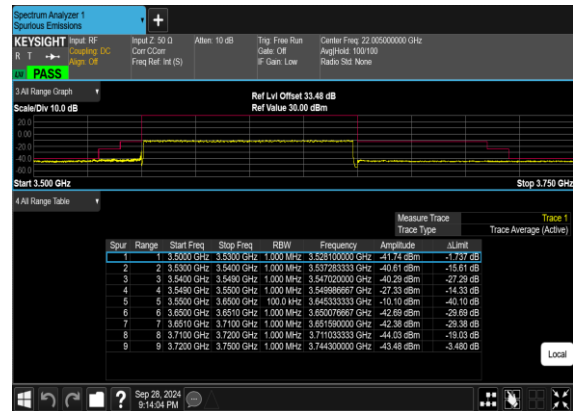 Spectrum Analyzer 1
Spurious Emissions
KEYSIGHT Input: RF Input Z: 50 Ω Atten: 10 dB Trig: Free Run Center Freq: 22.005000000 GHz
R T Coupling: DC Corr CCorr Gate: Off Avg|Hold: 100/100
Align: Off Freq Ref: Int (S) IF Gain: Low Radio Std: None
PASS
3 All Range Graph
Ref Lvl Offset 33.48 dB
Scale/Div 10.0 dB Ref Value 30.00 dBm
20.0
0.00
-20.0
-40.0
-60.0
Start 3.500 GHz Stop 3.750 GHz
4 All Range Table
Measure Trace Trace 1
Trace Type Trace Average (Active)
Spur Range Start Freq Stop Freq RBW Frequency Amplitude ΔLimit
1 1 3.5000 GHz 3.5300 GHz 1.000 MHz 3.528100000 GHz -41.74 dBm -1.737 dB
2 2 3.5300 GHz 3.5400 GHz 1.000 MHz 3.537283333 GHz -40.61 dBm -15.61 dB
3 3 3.5400 GHz 3.5490 GHz 1.000 MHz 3.547020000 GHz -40.29 dBm -27.29 dB
4 4 3.5490 GHz 3.5500 GHz 1.000 MHz 3.549986667 GHz -27.33 dBm -14.33 dB
5 5 3.5500 GHz 3.6500 GHz 100.0 kHz 3.645333333 GHz -10.10 dBm -40.10 dB
6 6 3.6500 GHz 3.6510 GHz 1.000 MHz 3.650076667 GHz -42.69 dBm -29.69 dB
7 7 3.6510 GHz 3.7100 GHz 1.000 MHz 3.651590000 GHz -42.38 dBm -29.38 dB
8 8 3.7100 GHz 3.7200 GHz 1.000 MHz 3.711033333 GHz -44.03 dBm -19.03 dB
9 9 3.7200 GHz 3.7500 GHz 1.000 MHz 3.744300000 GHz -43.48 dBm -3.480 dB
Local
Sep 28, 2024
9:14:04 PM